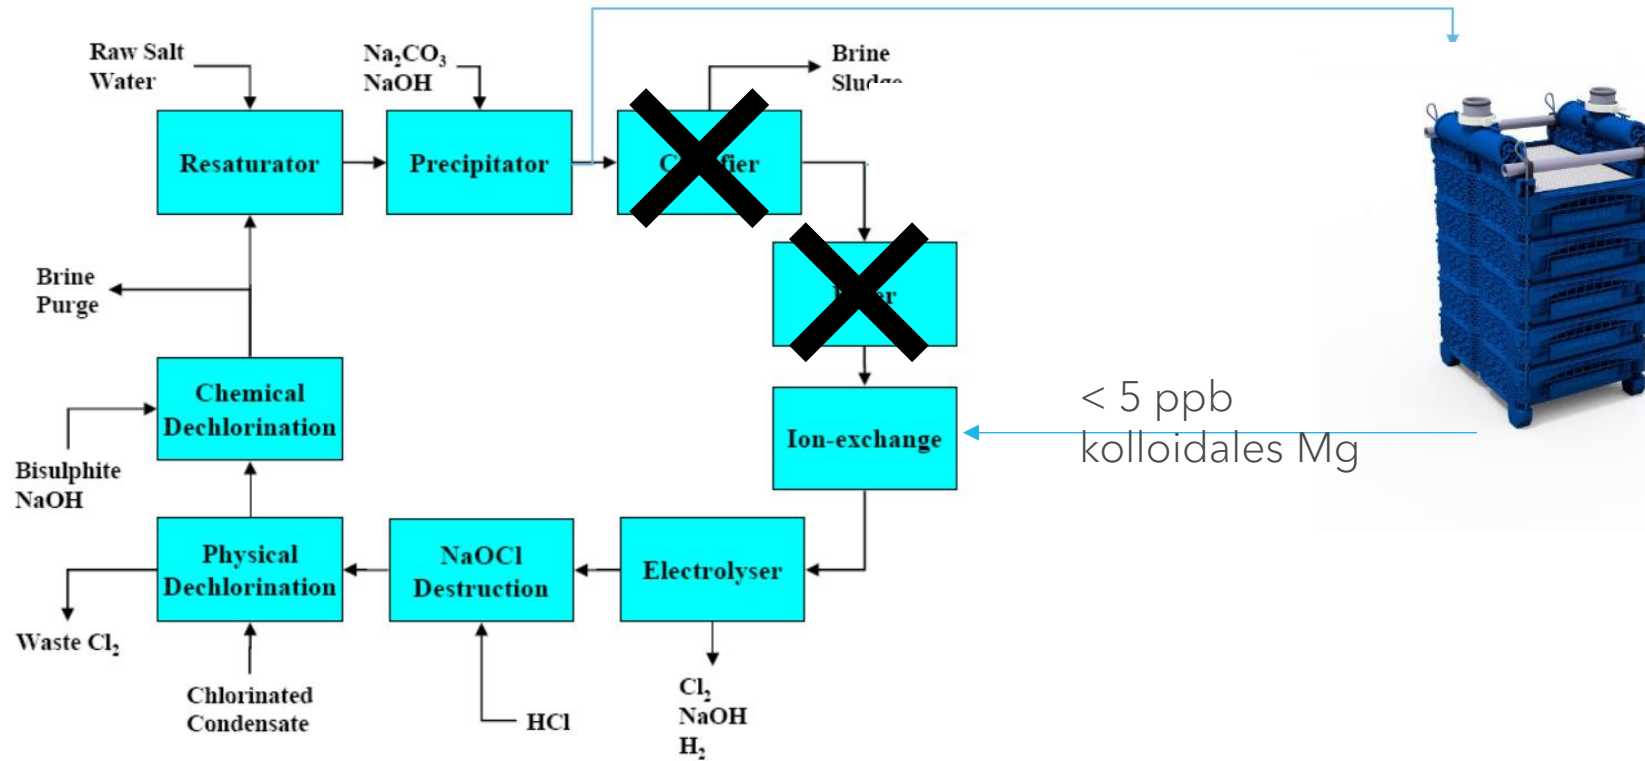 Raw Salt
Water
Na₂CO₃
NaOH
Brine
Sludge
Resaturator
Precipitator
Brine
Purge
Chemical
Dechlorination
Ion-exchange
< 5 ppb
kolloidales Mg
Bisulphite
NaOH
Physical
Dechlorination
NaOCl
Destruction
Electrolyser
Waste Cl₂
Chlorinated
Condensate
HCl
Cl₂
NaOH
H₂